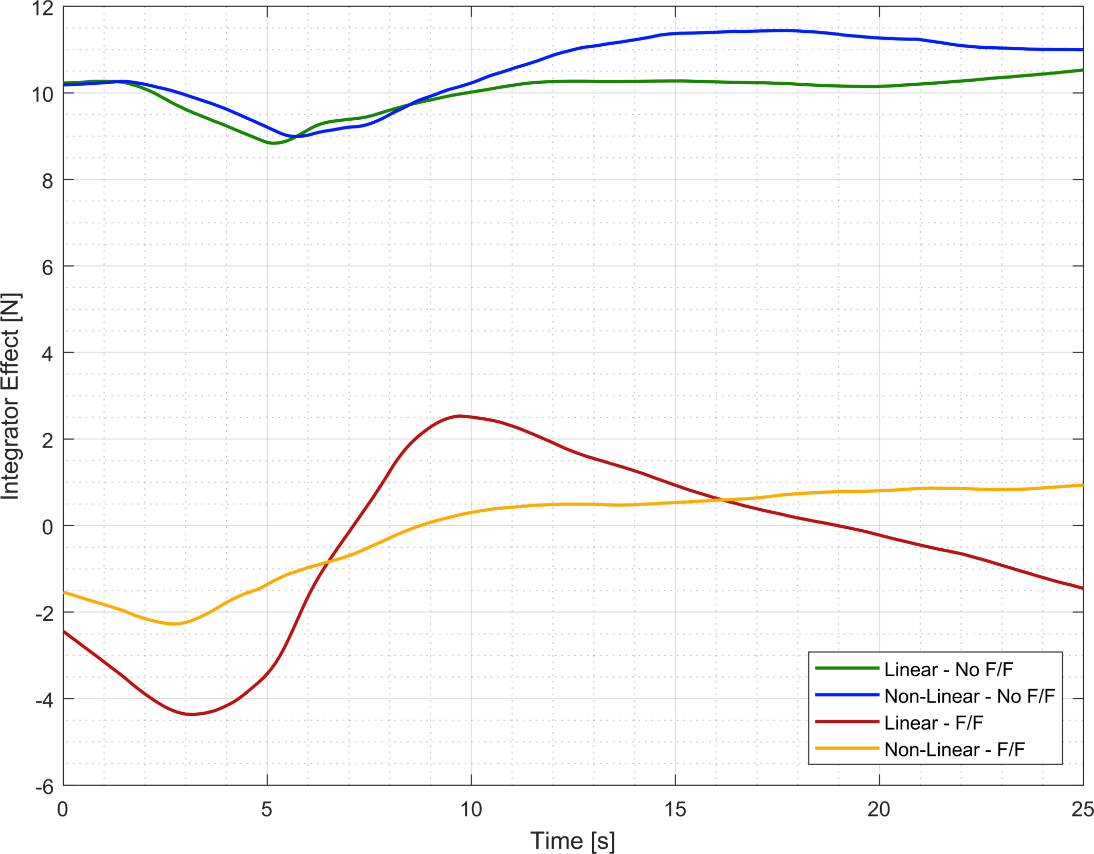 12
10
8
6
4
2
0
-2
-4
-6
Integrator Effect [N]
0 5 10 15 20 25
Time [s]
Linear - No F/F
Non-Linear - No F/F
Linear - F/F
Non-Linear - F/F